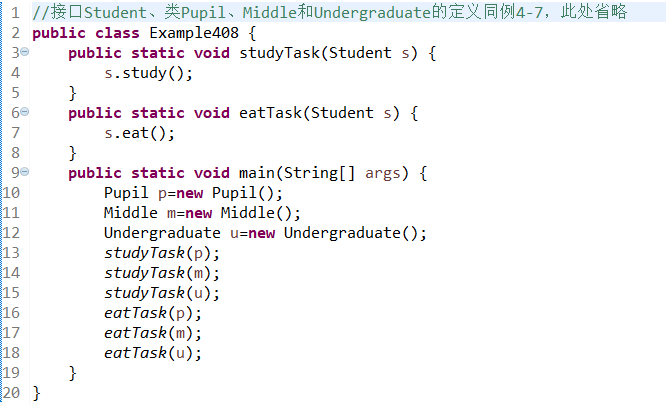 1 //接口Student、类Pupil、Middle和Undergraduate的定义同例4-7，此处省略
2 public class Example408 {
3 public static void studyTask(Student s) {
4 s.study();
5 }
6 public static void eatTask(Student s) {
7 s.eat();
8 }
9 public static void main(String[] args) {
10 Pupil p=new Pupil();
11 Middle m=new Middle();
12 Undergraduate u=new Undergraduate();
13 studyTask(p);
14 studyTask(m);
15 studyTask(u);
16 eatTask(p);
17 eatTask(m);
18 eatTask(u);
19 }
20 }